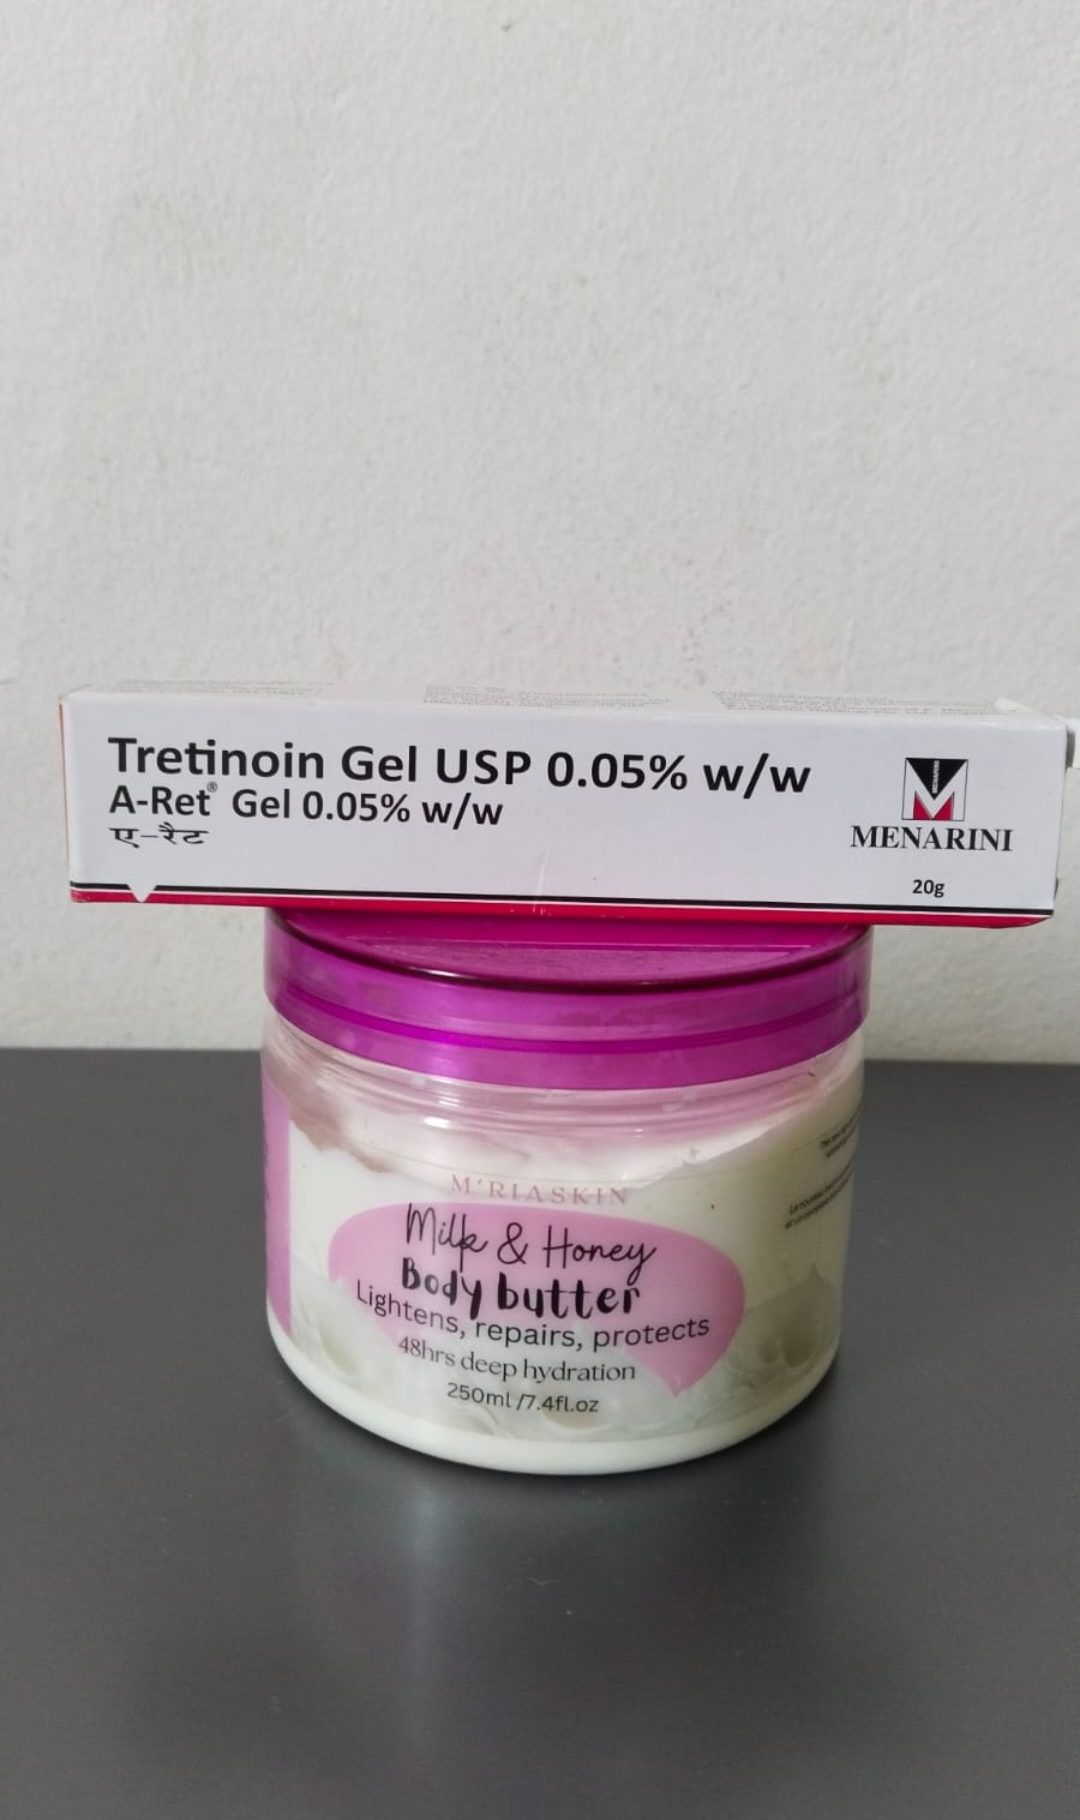 Tretinoin Gel USP 0.05% w/w
A-Ret® Gel 0.05% w/w
ए-रैट
MENARINI
20g
M'RIASKIN
Milk & Honey
Body butter
Lightens, repairs, protects
48hrs deep hydration
250ml /7.4fl.oz